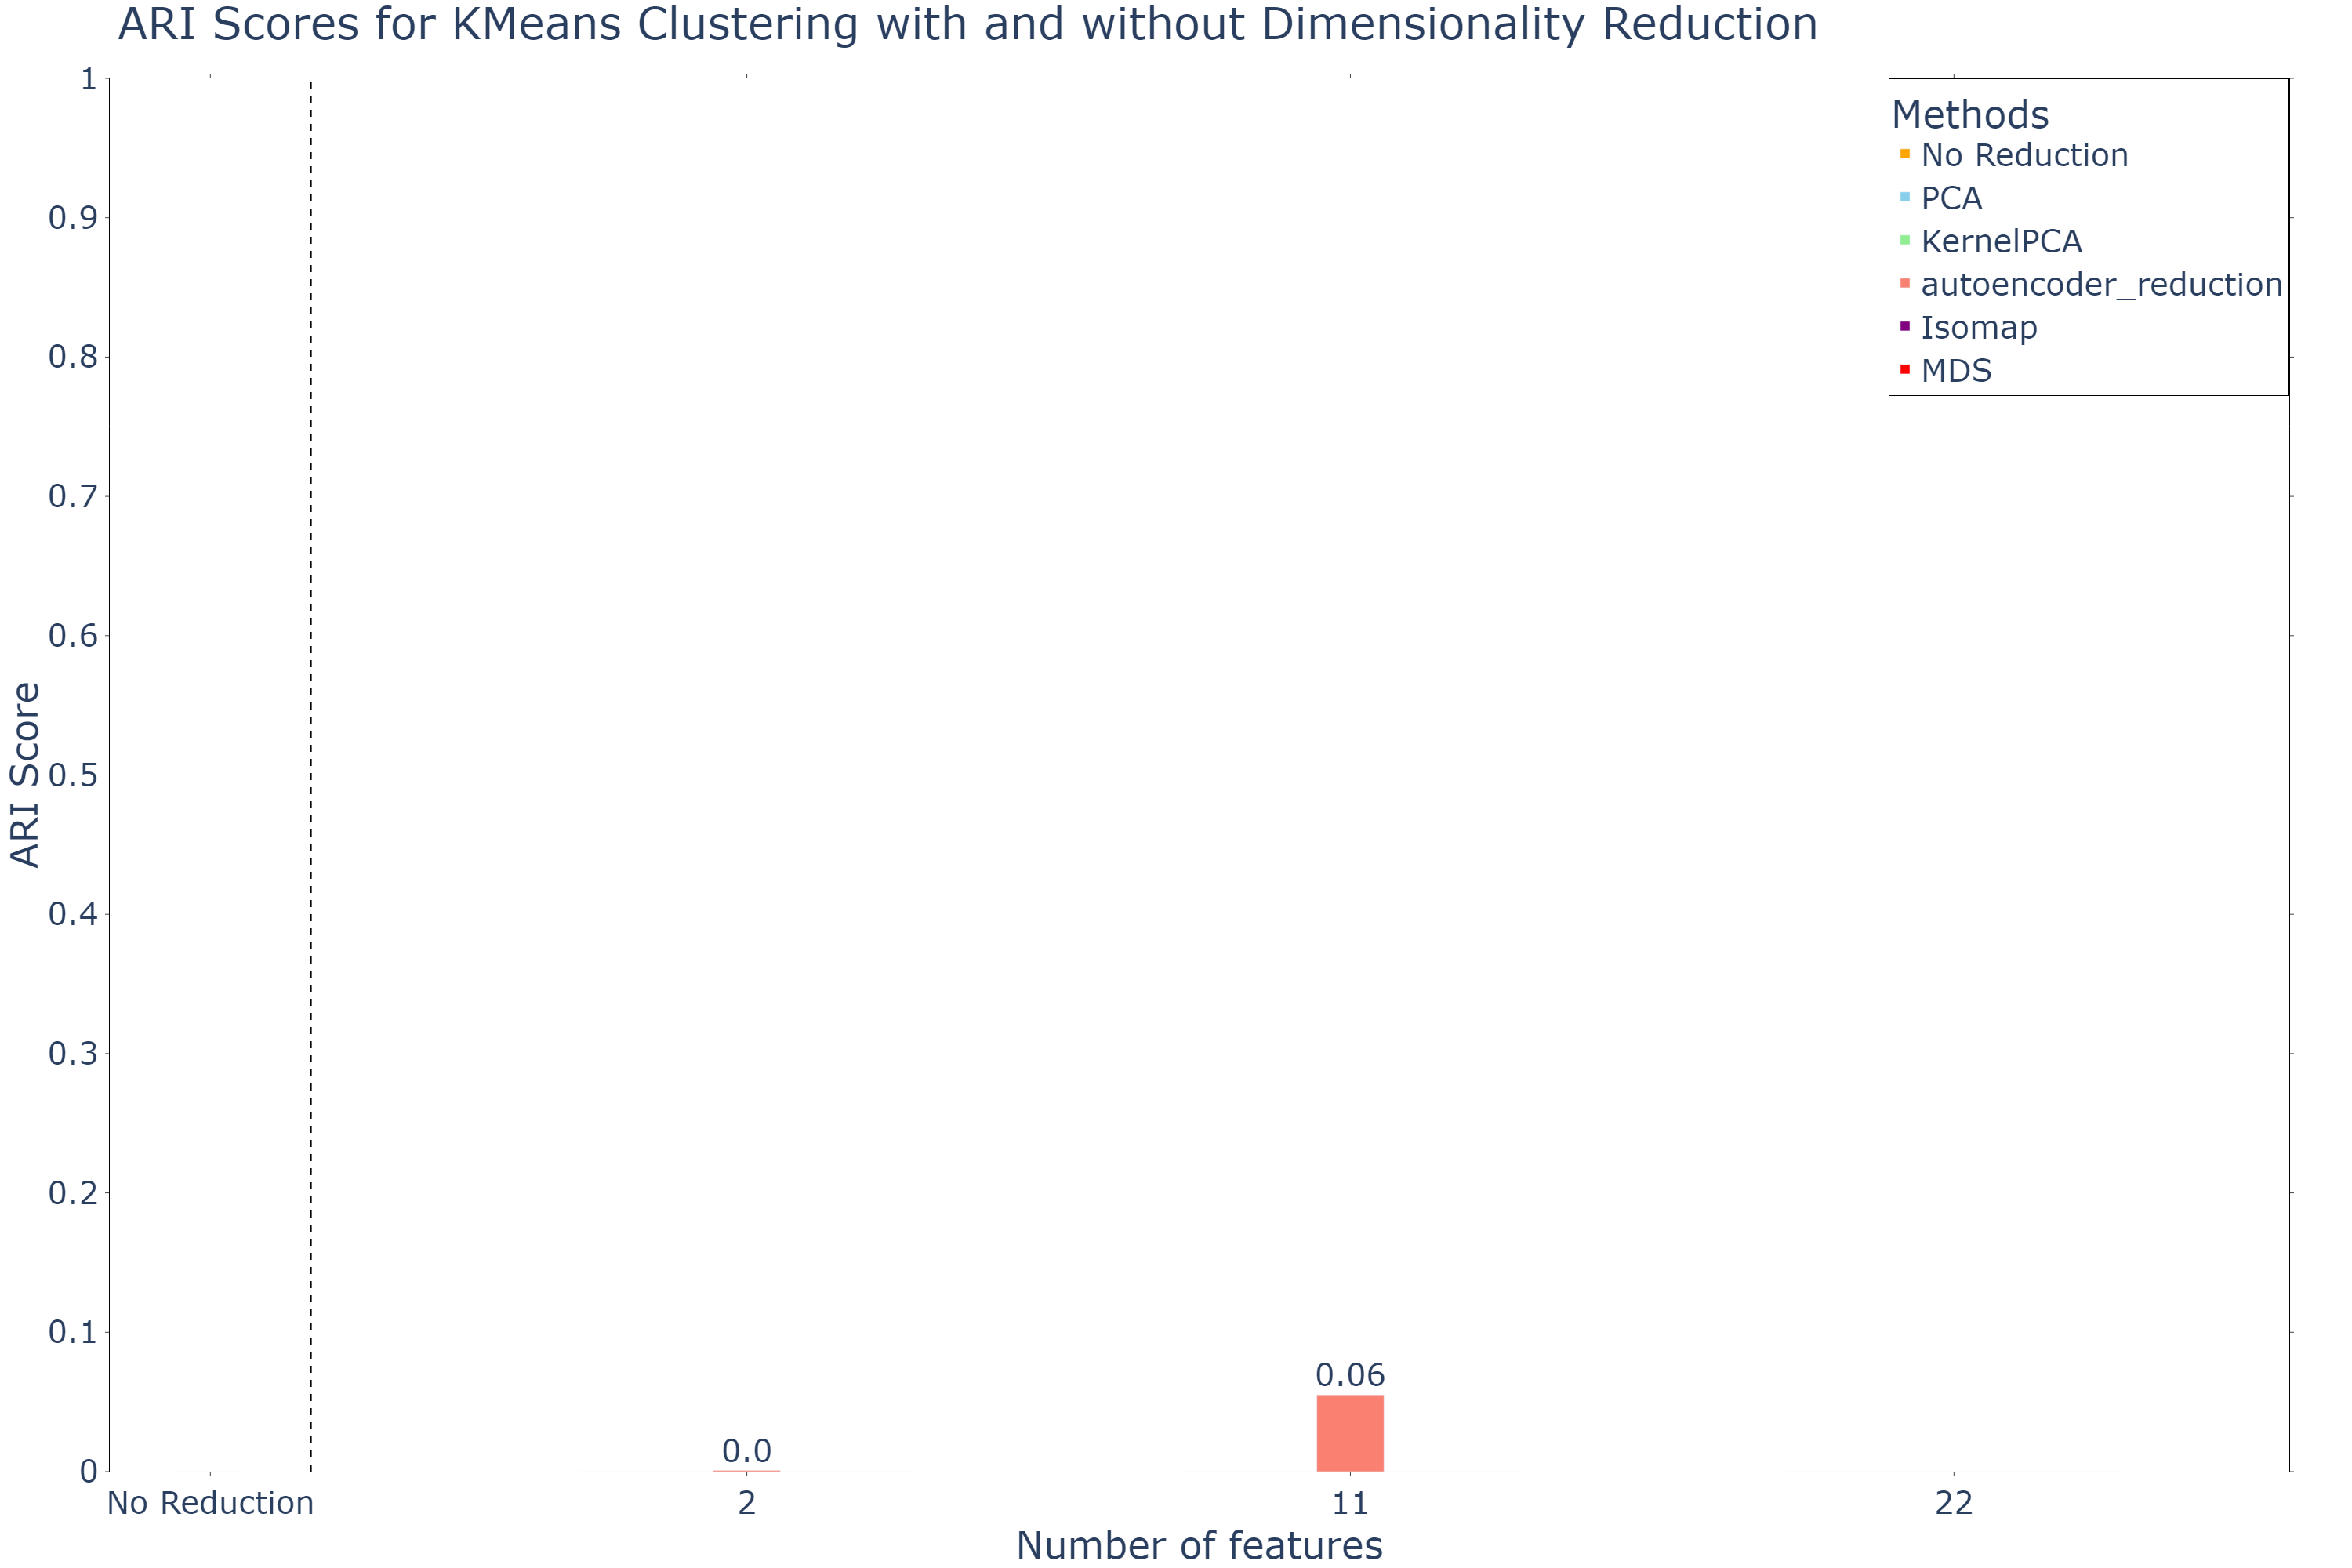 ARI Scores for KMeans Clustering with and without Dimensionality Reduction
1
0.9
0.8
0.7
0.6
0.5
0.4
0.3
0.2
0.1
0
ARI Score
Methods
No Reduction
PCA
KernelPCA
autoencoder_reduction
Isomap
MDS
0.0
0.06
No Reduction
2
11
22
Number of features